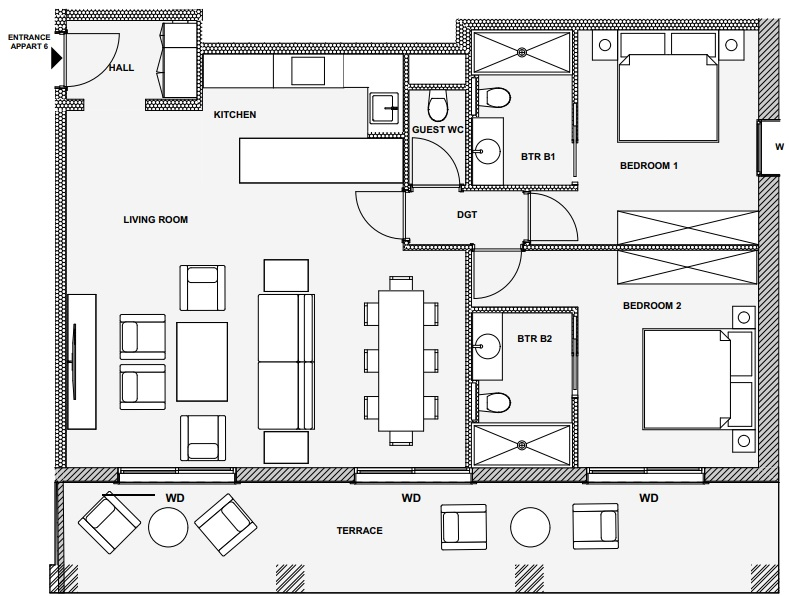 ENTRANCE
APPART 6
HALL
KITCHEN
GUEST WC
BTR B1
BEDROOM 1
W
LIVING ROOM
DGT
BEDROOM 2
BTR B2
WD
WD
WD
TERRACE